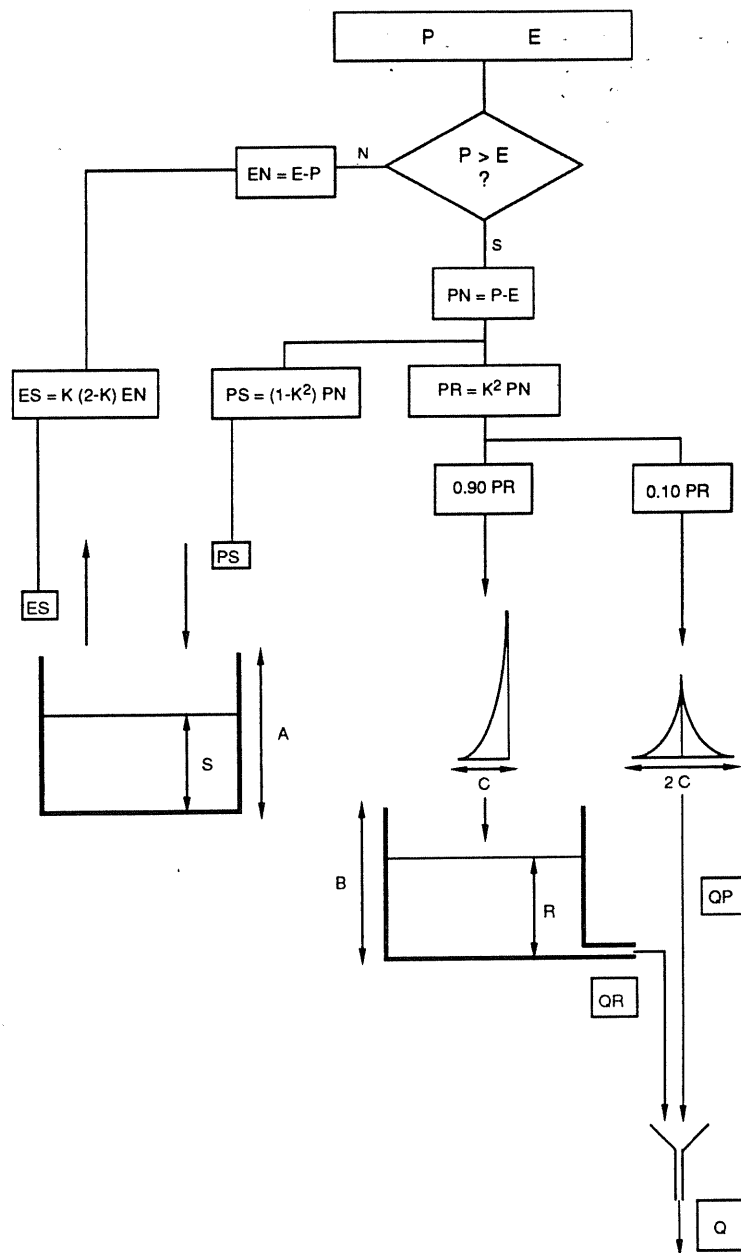 P E
P > E
?
N
EN = E-P
S
PN = P-E
ES = K (2-K) EN
PS = (1-K²) PN
PR = K² PN
0.90 PR
0.10 PR
PS
ES
A
S
C
2 C
B
R
QP
QR
Q